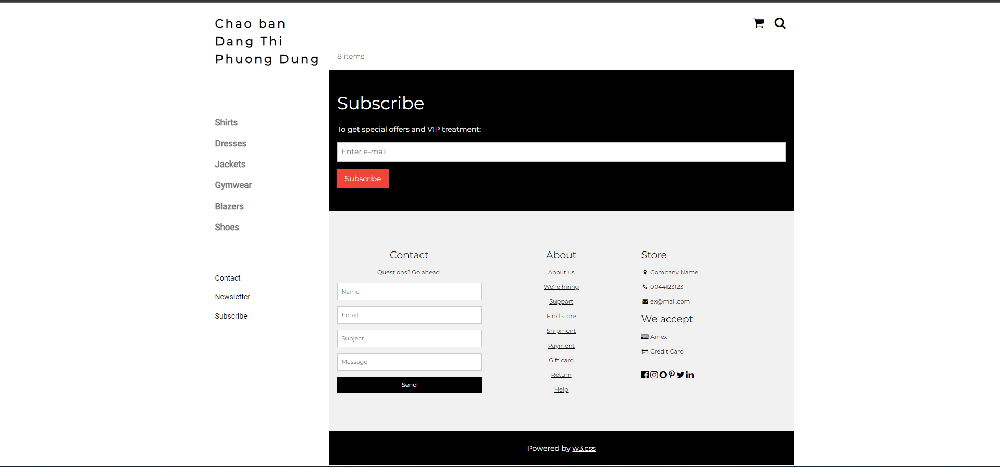 Chao ban
Dang Thi
Phuong Dung
Shirts
Dresses
Jackets
Gymwear
Blazers
Shoes
Contact
Newsletter
Subscribe
8 items
Subscribe
To get special offers and VIP treatment:
Enter e-mail
Subscribe
Contact
Questions? Go ahead.
Name
Email
Subject
Message
Send
About
About us
We're hiring
Support
Find store
Shipment
Payment
Gift card
Return
Help
Store
Company Name
0044123123
ex@mail.com
We accept
Amex
Credit Card
Powered by w3.css